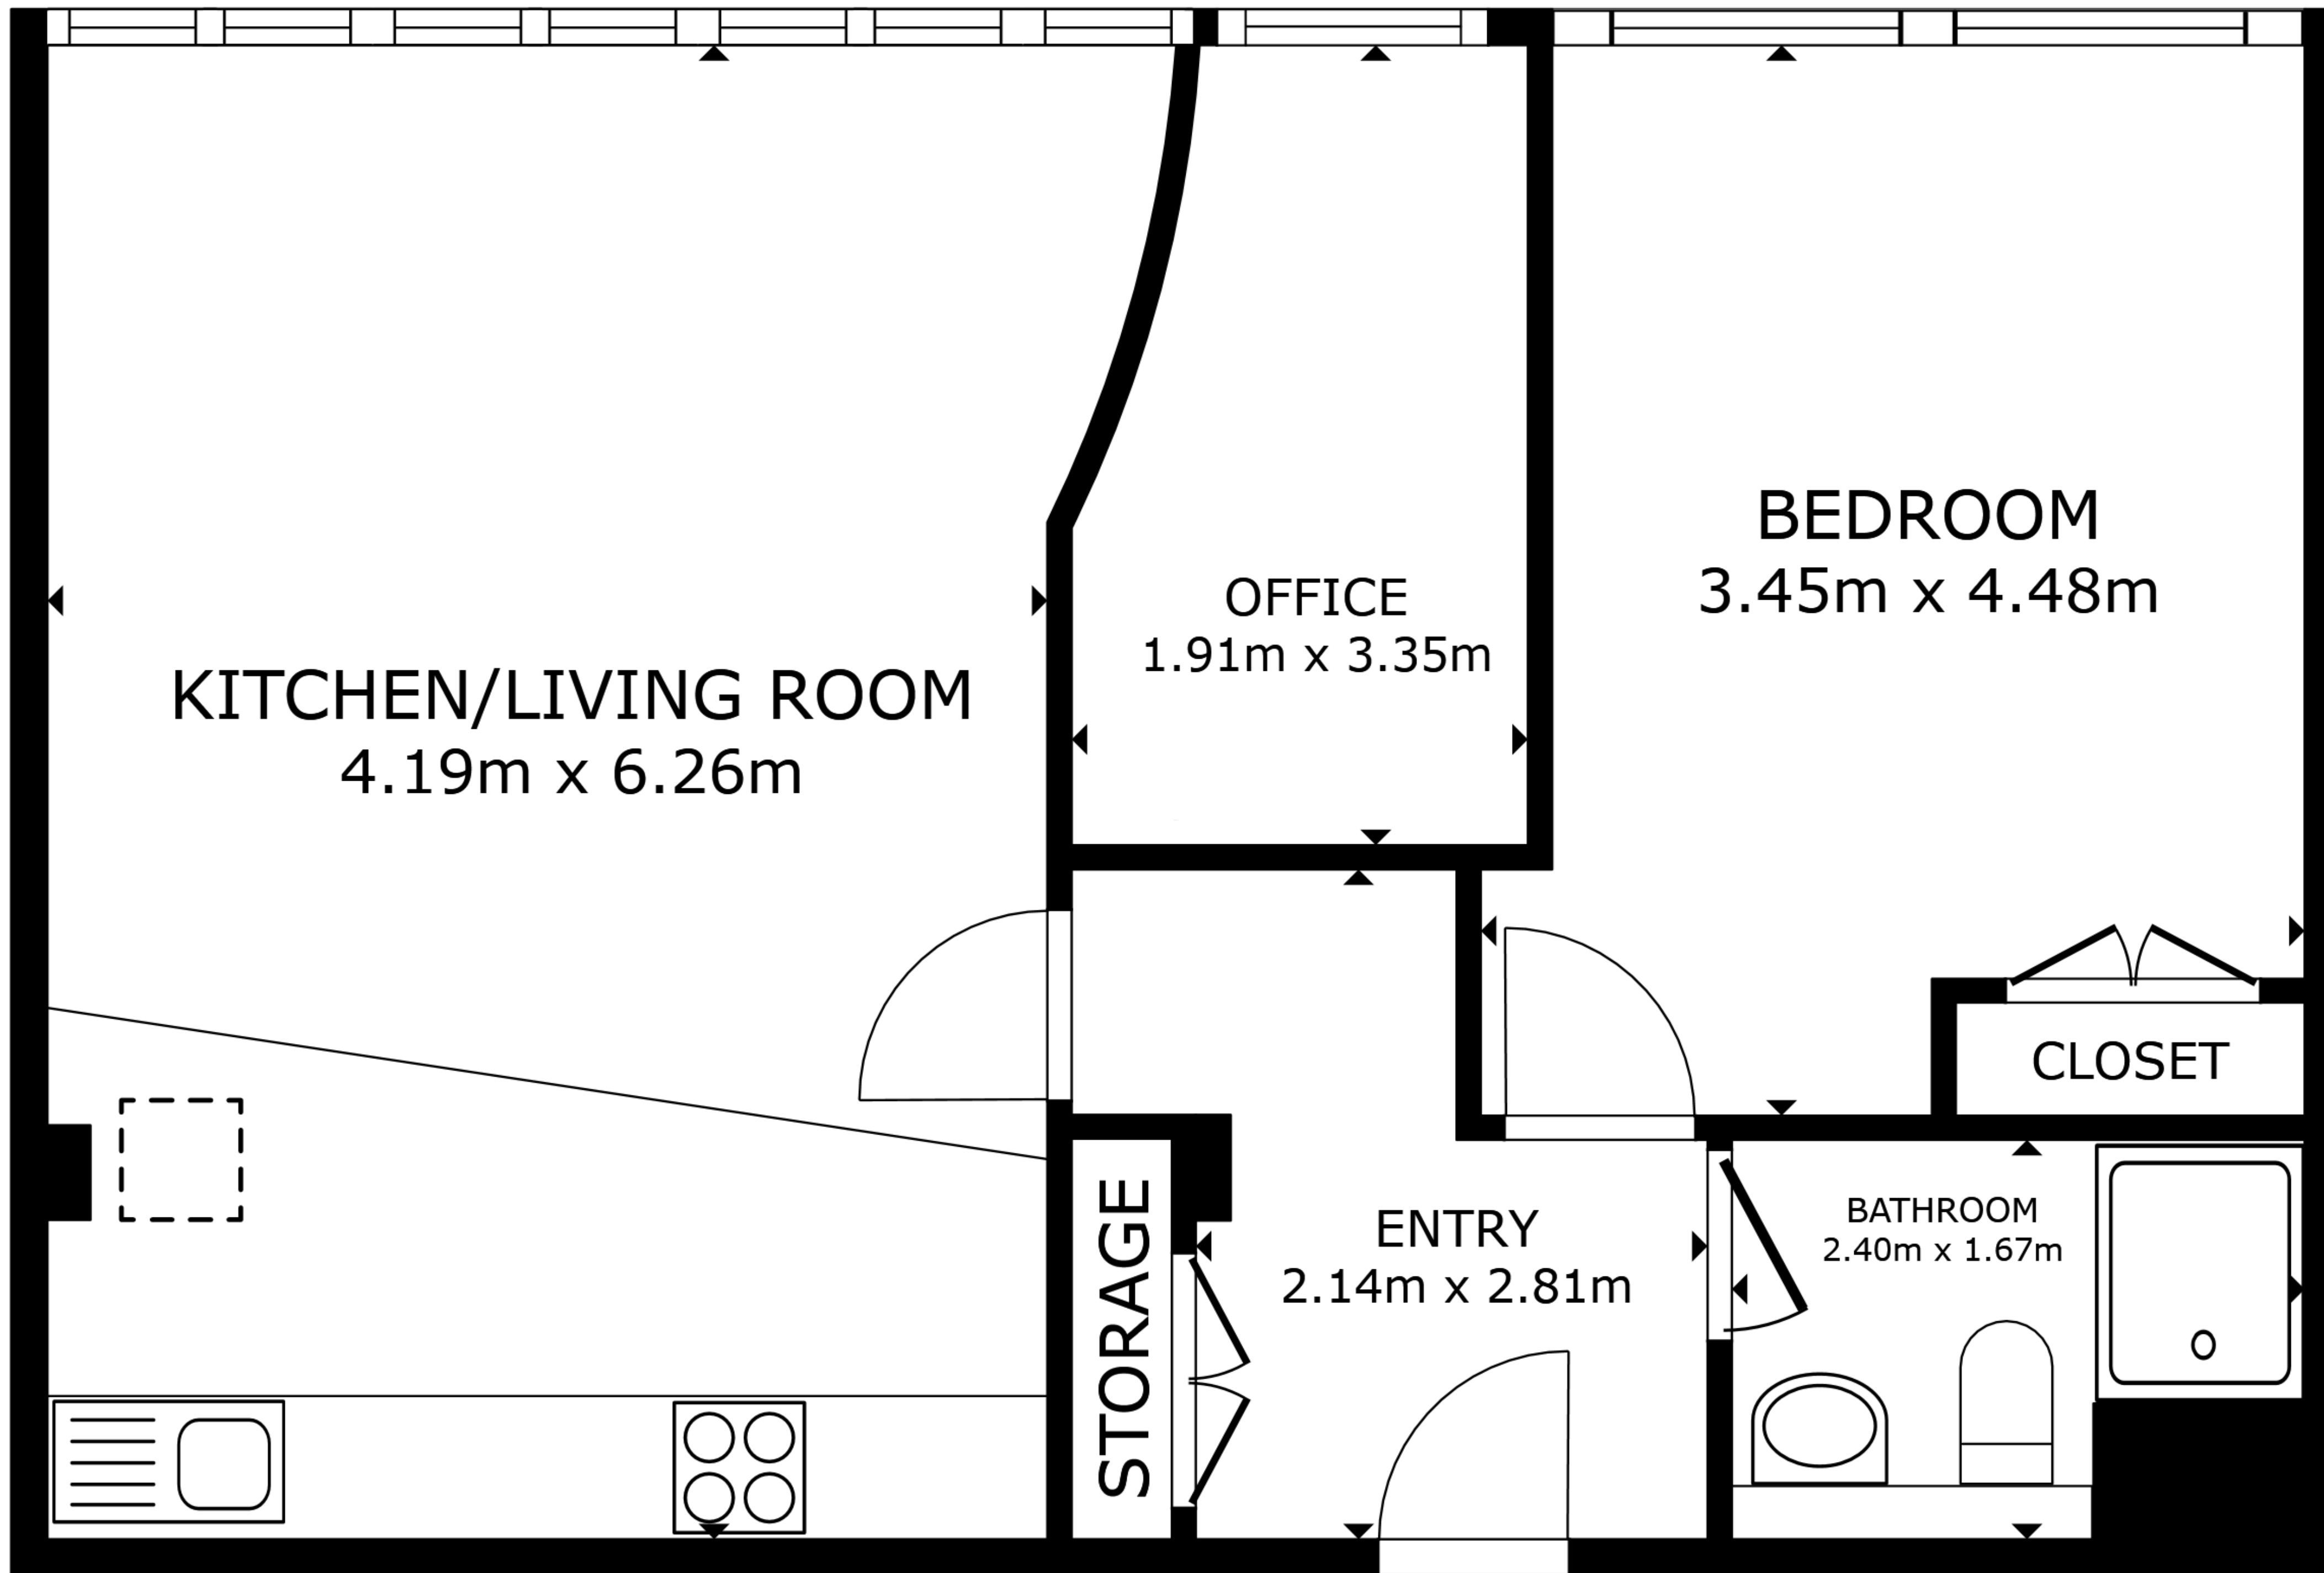 KITCHEN/LIVING ROOM
4.19m x 6.26m
OFFICE
1.91m x 3.35m
BEDROOM
3.45m x 4.48m
CLOSET
STORAGE
ENTRY
2.14m x 2.81m
BATHROOM
2.40m x 1.67m